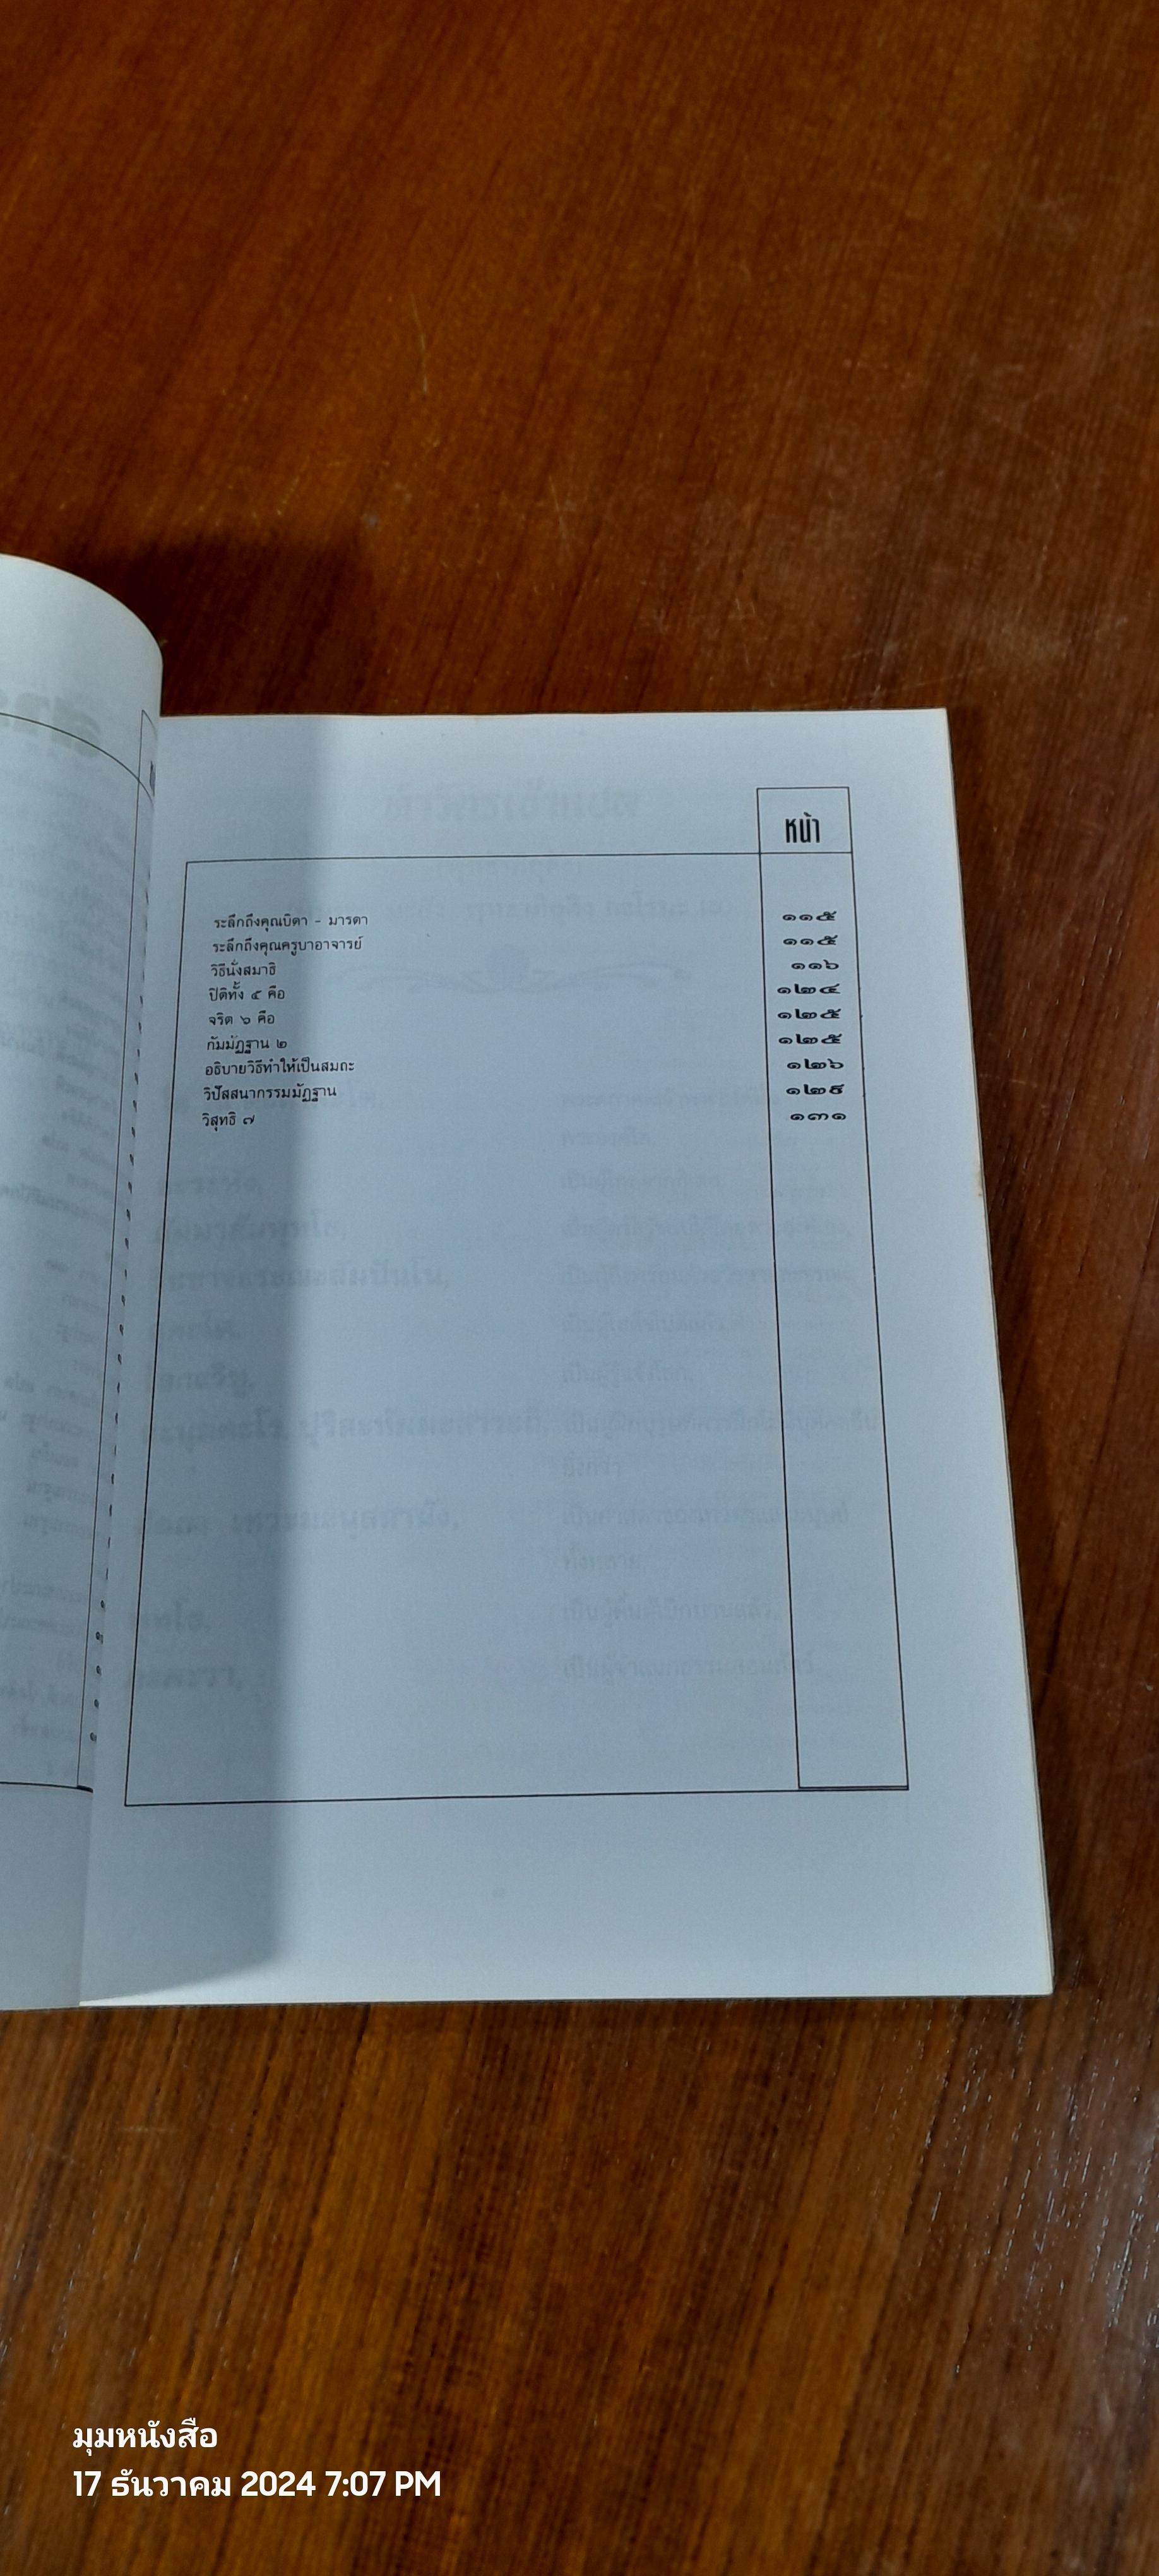 หน้า
ระลึกถึงคุณบิดา - มารดา ๑๑๕
ระลึกถึงคุณครูบาอาจารย์ ๑๑๕
วิธีนั่งสมาธิ ๑๑๖
ปิติทั้ง ๕ คือ ๑๒๔
จริต ๖ คือ ๑๒๕
กัมมัฏฐาน ๒ ๑๒๕
อธิบายวิธีทำให้เป็นสมถะ ๑๒๖
วิปัสสนากรรมมัฏฐาน ๑๒๘
วิสุทธิ ๗ ๑๓๑
มุมหนังสือ
17 ธันวาคม 2024 7:07 PM